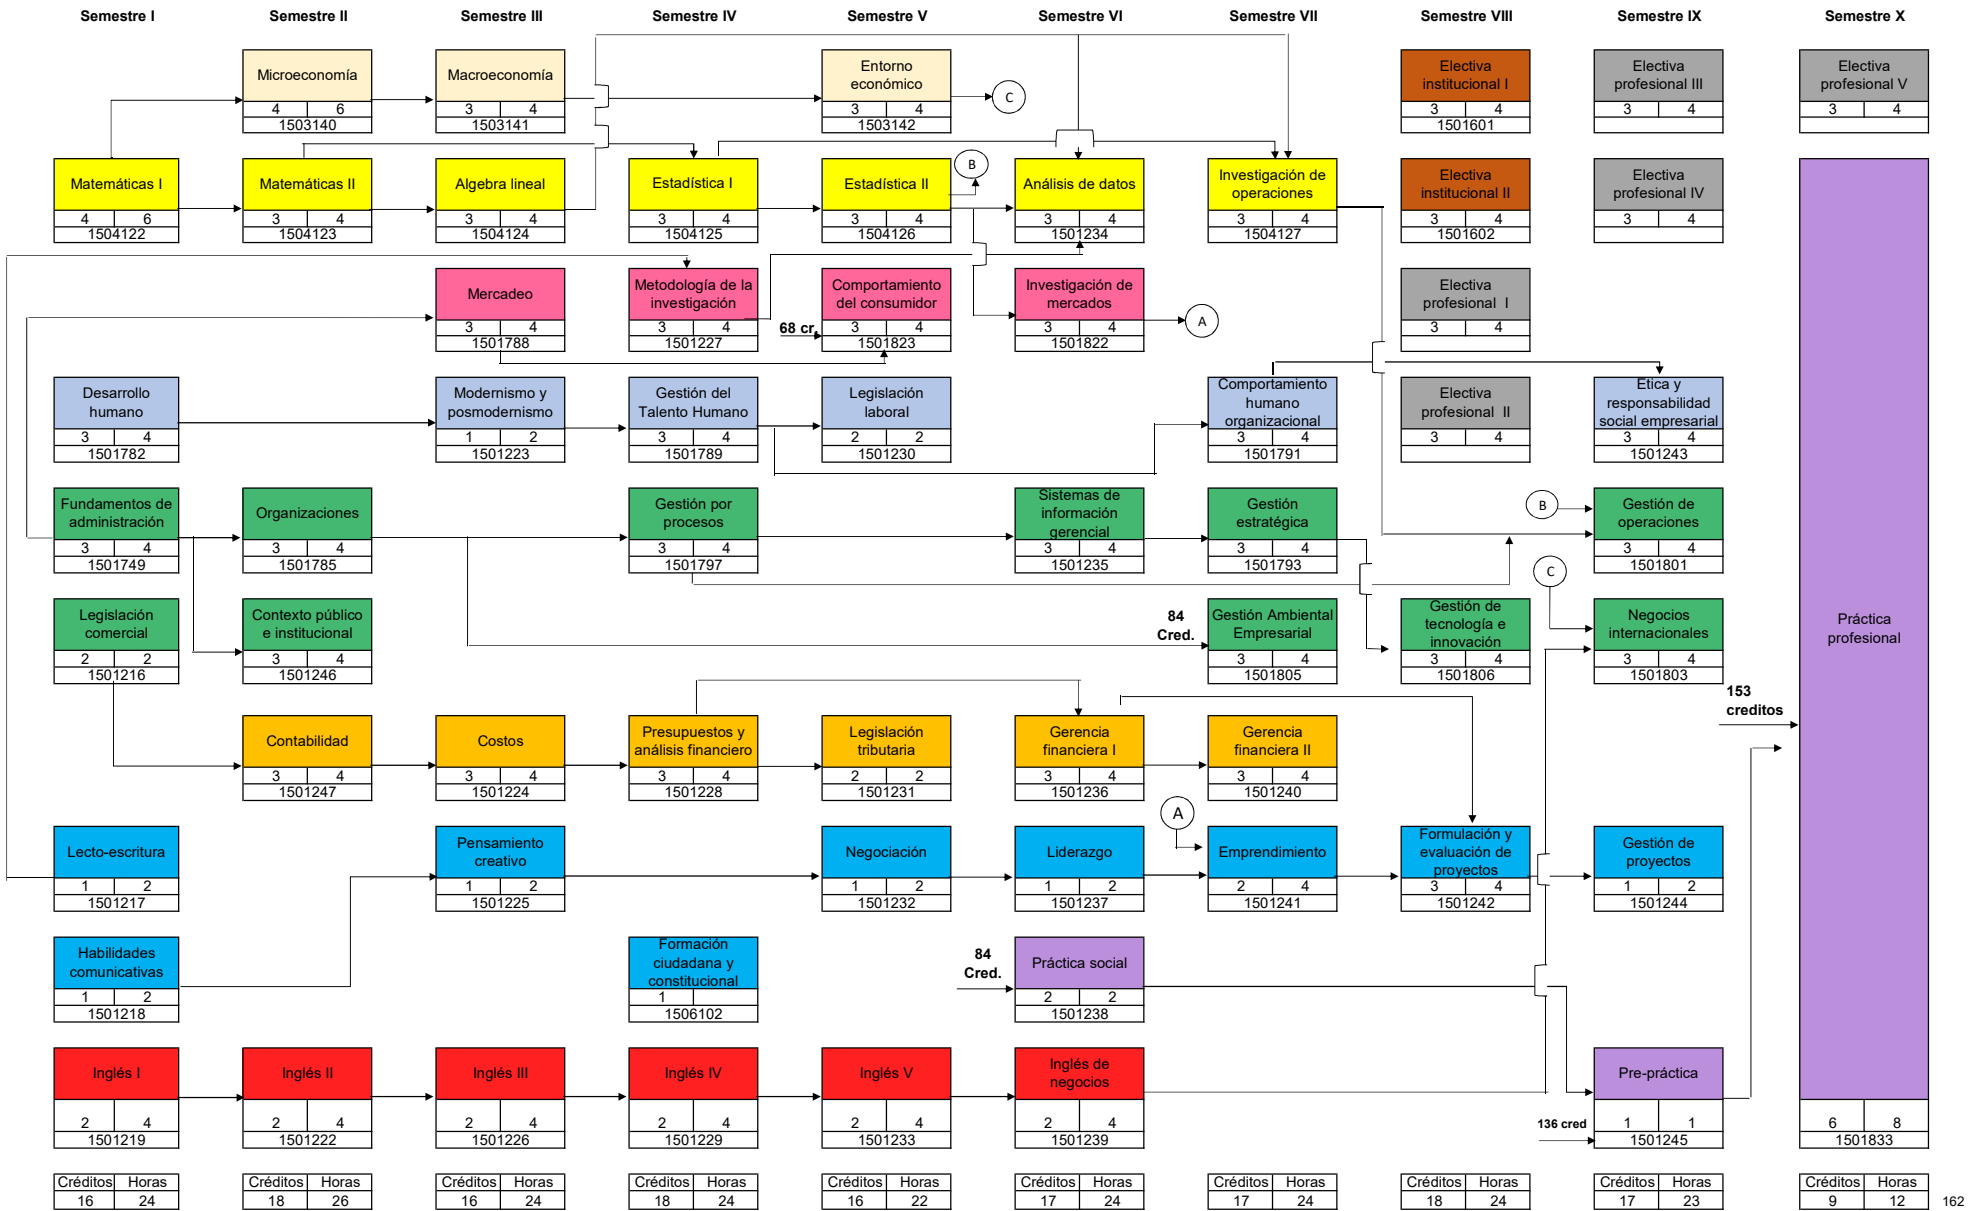 Semestre I
Semestre II
Semestre III
Semestre IV
Semestre V
Semestre VI
Semestre VII
Semestre VIII
Semestre IX
Semestre X
Microeconomía
4 6
1503140
Macroeconomía
3 4
1503141
Entorno
económico
3 4
1503142
C
Electiva
institucional I
3 4
1501601
Electiva
profesional III
3 4
Electiva
profesional V
3 4
Matemáticas I
4 6
1504122
Matemáticas II
3 4
1504123
Algebra lineal
3 4
1504124
Estadística I
3 4
1504125
Estadística II
3 4
1504126
B
Análisis de datos
3 4
1501234
Investigación de
operaciones
3 4
1504127
Electiva
institucional II
3 4
1501602
Electiva
profesional IV
3 4
Mercadeo
3 4
1501788
Metodología de la
investigación
3 4
1501227
68 cr.
Comportamiento
del consumidor
3 4
1501823
Investigación de
mercados
3 4
1501822
A
Electiva
profesional I
3 4
Desarrollo
humano
3 4
1501782
Modernismo y
posmodernismo
1 2
1501223
Gestión del
Talento Humano
3 4
1501789
Legislación
laboral
2 2
1501230
Comportamiento
humano
organizacional
3 4
1501791
Electiva
profesional II
3 4
Etica y
responsabilidad
social empresarial
3 4
1501243
Fundamentos de
administración
3 4
1501749
Organizaciones
3 4
1501785
Gestión por
procesos
3 4
1501797
Sistemas de
información
gerencial
3 4
1501235
Gestión
estratégica
3 4
1501793
B
Gestión de
operaciones
3 4
1501801
C
Legislación
comercial
2 2
1501216
Contexto público
e institucional
3 4
1501246
84
Cred.
Gestión Ambiental
Empresarial
3 4
1501805
Gestión de
tecnología e
innovación
3 4
1501806
Negocios
internacionales
3 4
1501803
Práctica
profesional
153
creditos
Contabilidad
3 4
1501247
Costos
3 4
1501224
Presupuestos y
análisis financiero
3 4
1501228
Legislación
tributaria
2 2
1501231
Gerencia
financiera I
3 4
1501236
Gerencia
financiera II
3 4
1501240
A
Lecto-escritura
1 2
1501217
Pensamiento
creativo
1 2
1501225
Negociación
1 2
1501232
Liderazgo
1 2
1501237
Emprendimiento
2 4
1501241
Formulación y
evaluación de
proyectos
3 4
1501242
Gestión de
proyectos
1 2
1501244
Habilidades
comunicativas
1 2
1501218
Formación
ciudadana y
constitucional
1
1506102
84
Cred.
Práctica social
2 2
1501238
Inglés I
2 4
1501219
Inglés II
2 4
1501222
Inglés III
2 4
1501226
Inglés IV
2 4
1501229
Inglés V
2 4
1501233
Inglés de
negocios
2 4
1501239
136 cred
Pre-práctica
1 1
1501245
6 8
1501833
Créditos Horas
16 24
Créditos Horas
18 26
Créditos Horas
16 24
Créditos Horas
18 24
Créditos Horas
16 22
Créditos Horas
17 24
Créditos Horas
17 24
Créditos Horas
18 24
Créditos Horas
17 23
Créditos Horas
9 12
162